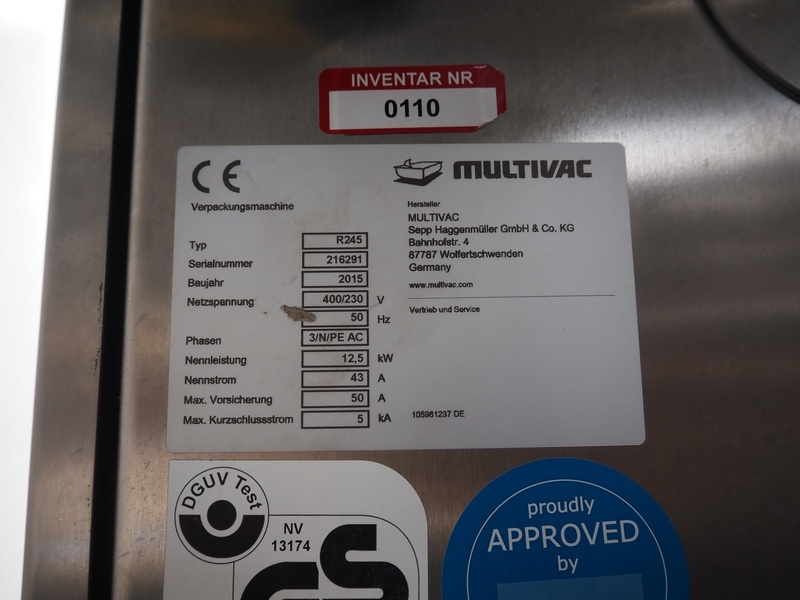 INVENTAR NR
0110
CE
MULTIVAC
Verpackungsmaschine
Typ R245
Serialnummer 216291
Baujahr 2015
Netzspannung 400/230 V
50 Hz
Phasen 3/N/PE AC
Nennleistung 12,5 kW
Nennstrom 43 A
Max. Vorsicherung 50 A
Max. Kurzschlussstrom 5 kA
Hersteller
MULTIVAC
Sepp Haggenmüller GmbH & Co. KG
Bahnhofstr. 4
87787 Wolfertschwenden
Germany
www.multivac.com
Vertrieb und Service
105961237 DE
DGUV Test
NV
13174
GS
proudly
APPROVED
by